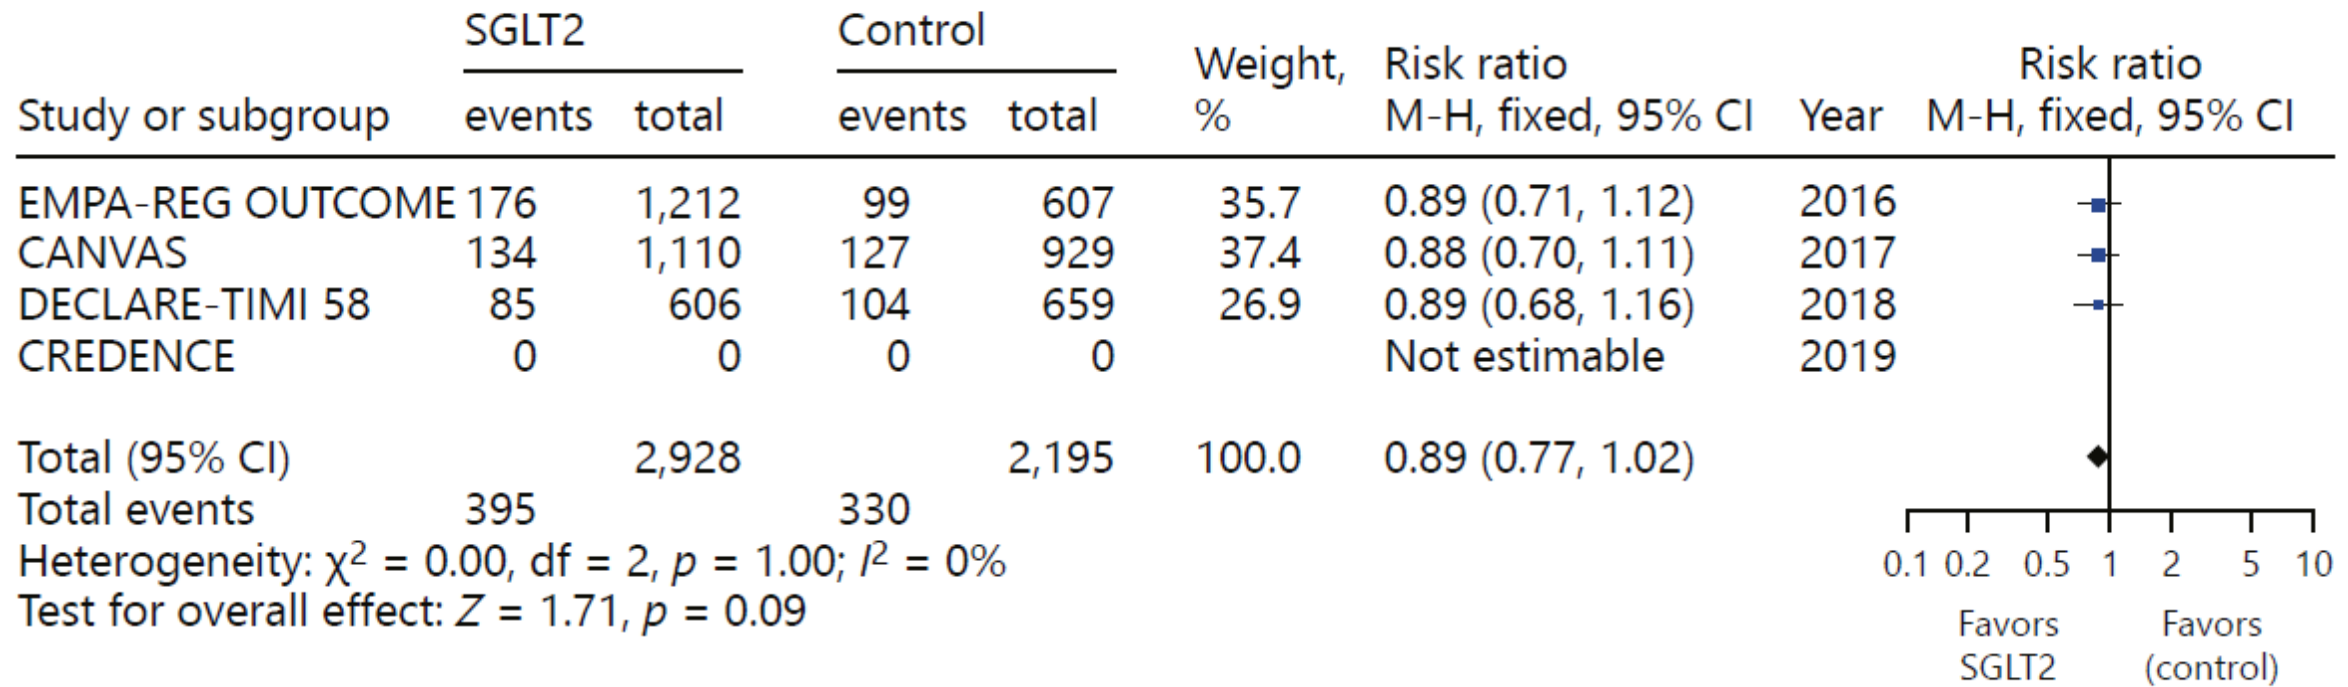 SGLT2 Control Weight, % Risk ratio M-H, fixed, 95% CI Year Risk ratio M-H, fixed, 95% CI
Study or subgroup events total events total
EMPA-REG OUTCOME 176 1,212 99 607 35.7 0.89 (0.71, 1.12) 2016
CANVAS 134 1,110 127 929 37.4 0.88 (0.70, 1.11) 2017
DECLARE-TIMI 58 85 606 104 659 26.9 0.89 (0.68, 1.16) 2018
CREDENCE 0 0 0 0 Not estimable 2019
Total (95% CI) 2,928 2,195 100.0 0.89 (0.77, 1.02)
Total events 395 330
Heterogeneity: χ² = 0.00, df = 2, p = 1.00; I² = 0%
Test for overall effect: Z = 1.71, p = 0.09
0.1 0.2 0.5 1 2 5 10
Favors SGLT2
Favors (control)